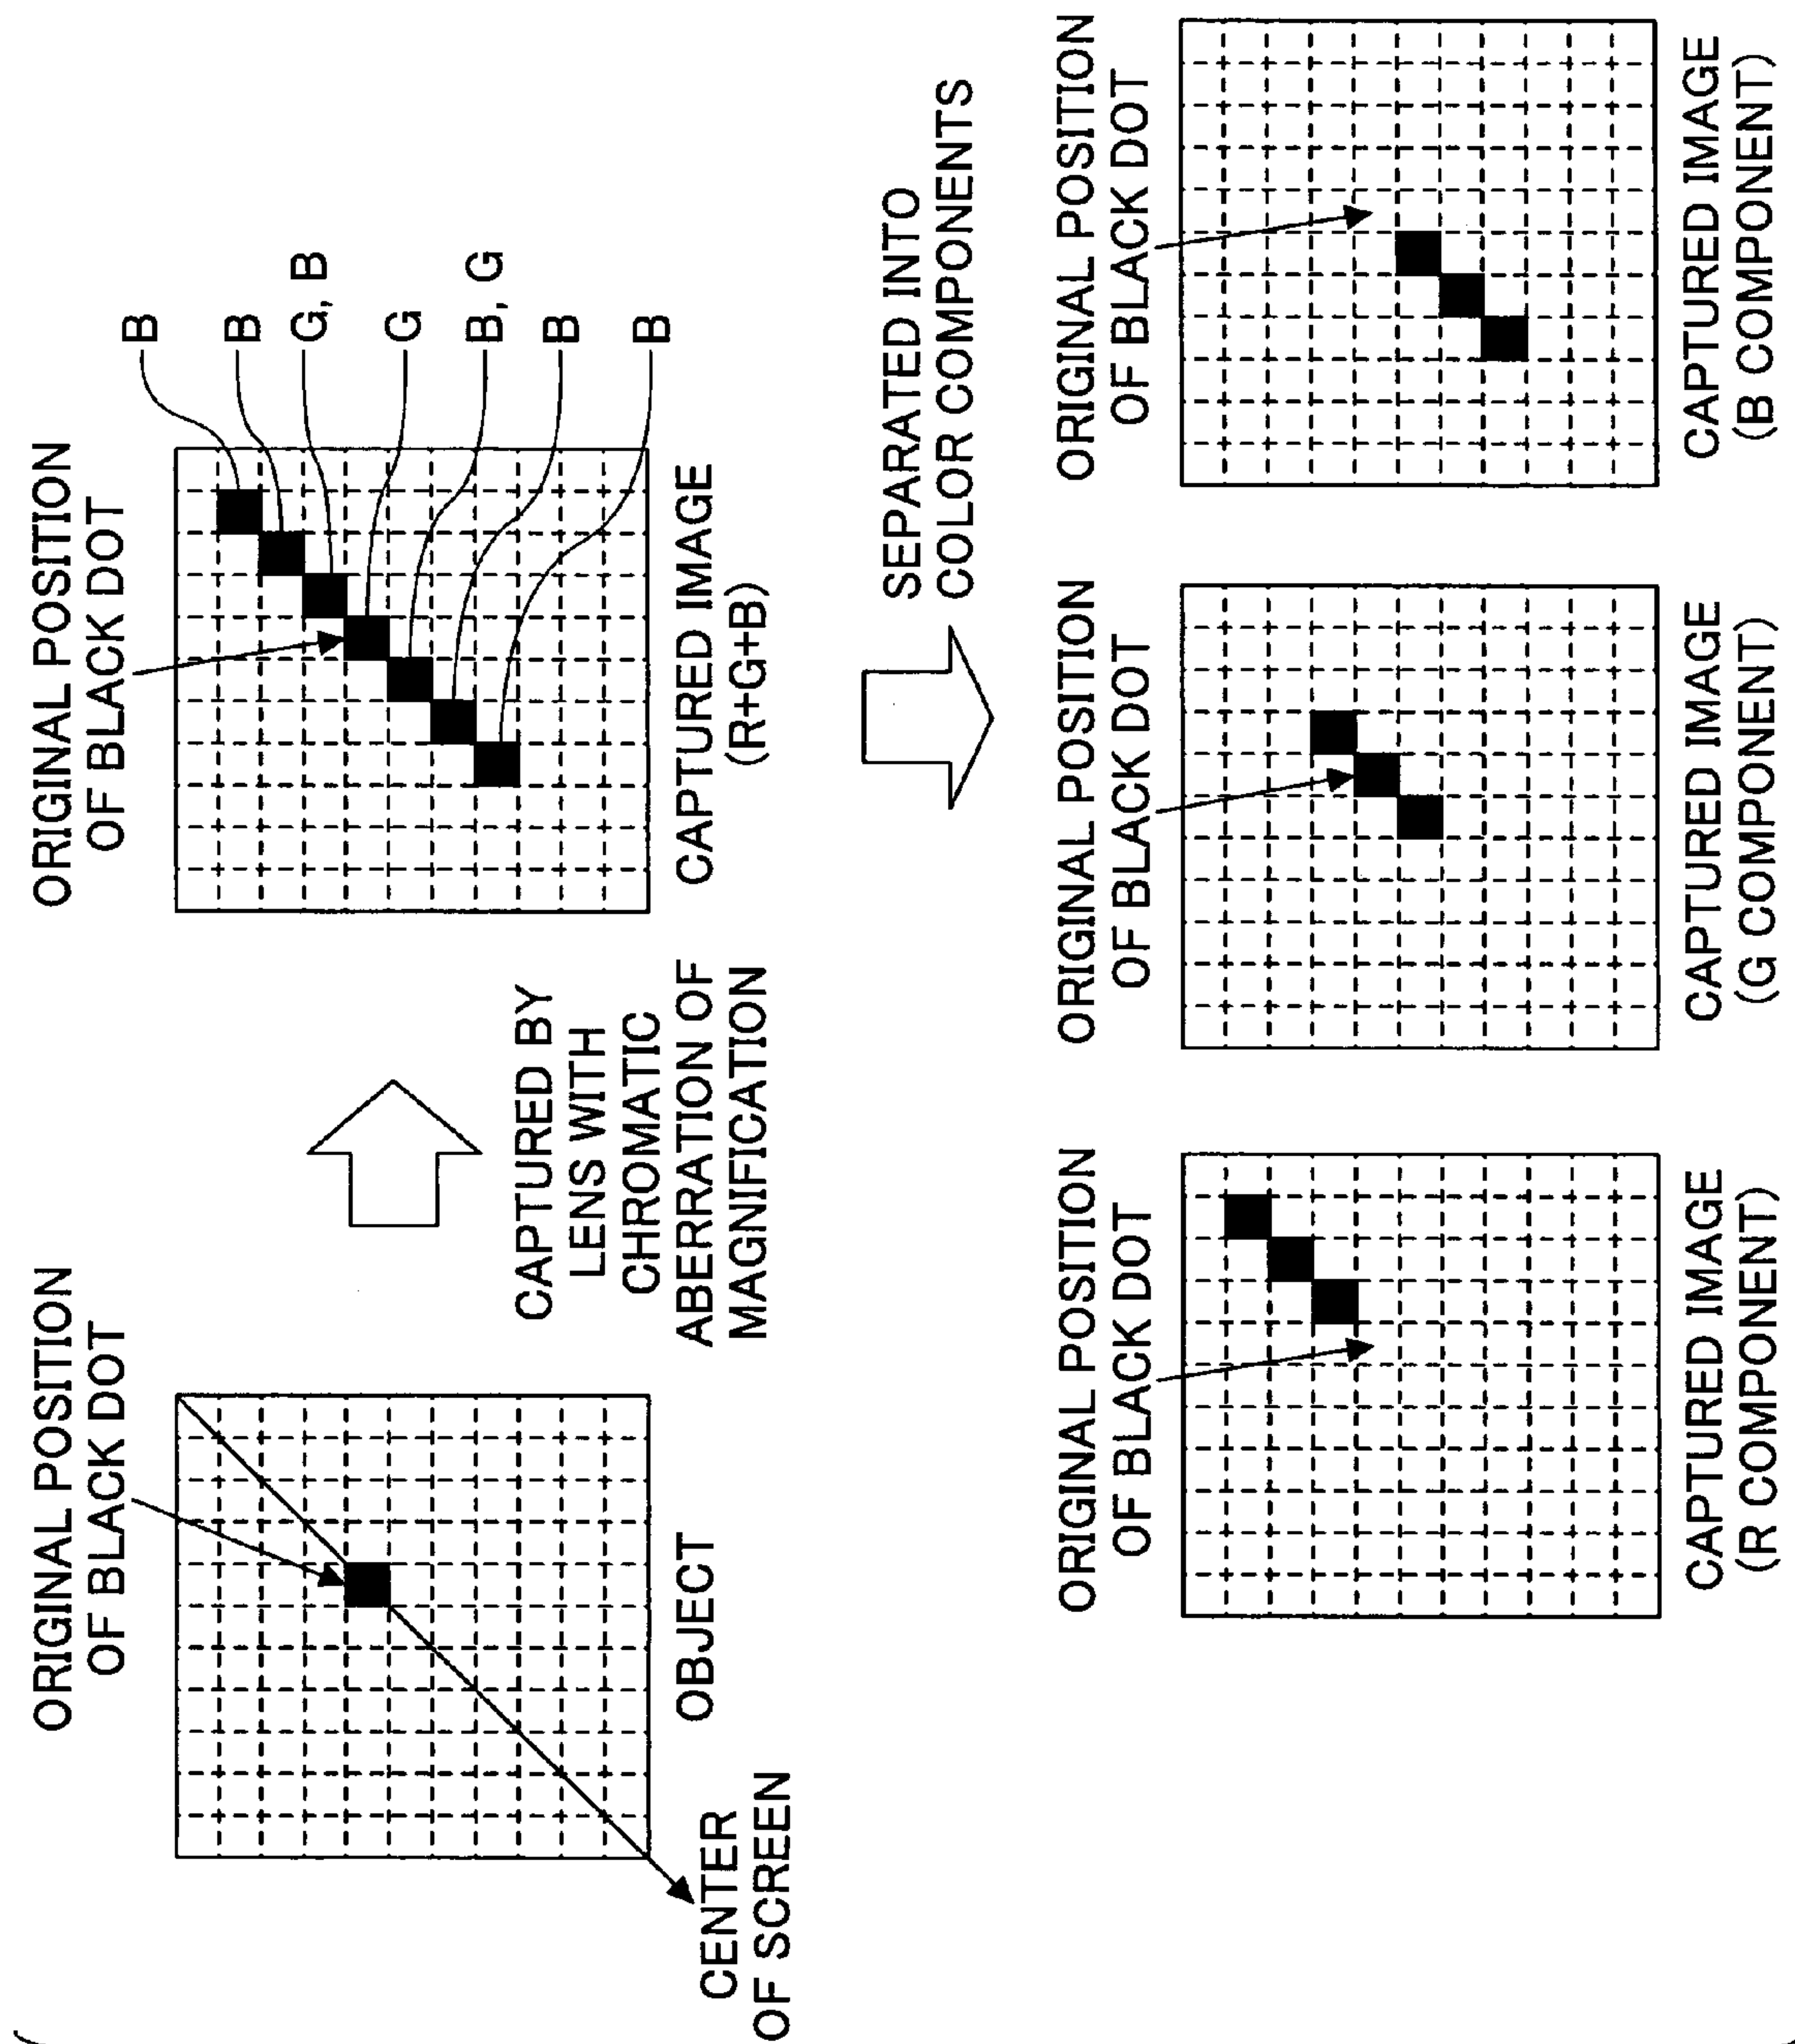 ORIGINAL POSITION
OF BLACK DOT
OBJECT
CENTER
OF SCREEN
CAPTURED BY
LENS WITH
CHROMATIC
ABERRATION OF
MAGNIFICATION
ORIGINAL POSITION
OF BLACK DOT
B
B
G, B
G
B, G
B
B
CAPTURED IMAGE
(R+G+B)
SEPARATED INTO
COLOR COMPONENTS
ORIGINAL POSITION
OF BLACK DOT
CAPTURED IMAGE
(R COMPONENT)
ORIGINAL POSITION
OF BLACK DOT
CAPTURED IMAGE
(G COMPONENT)
ORIGINAL POSITION
OF BLACK DOT
CAPTURED IMAGE
(B COMPONENT)